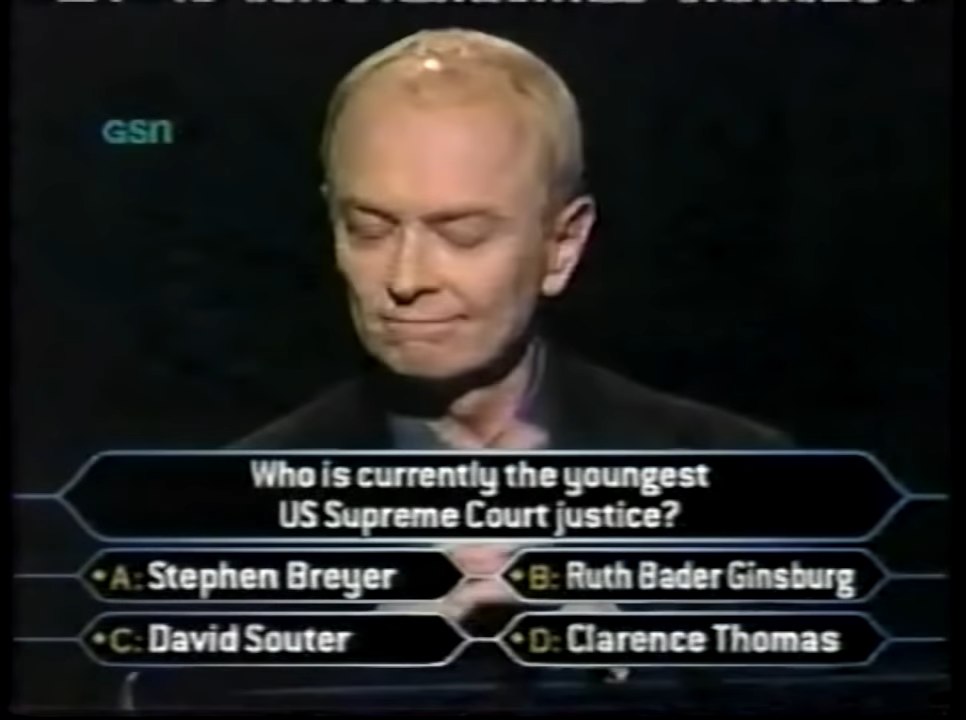 GSN
Who is currently the youngest
US Supreme Court justice?
A: Stephen Breyer
B: Ruth Bader Ginsburg
C: David Souter
D: Clarence Thomas